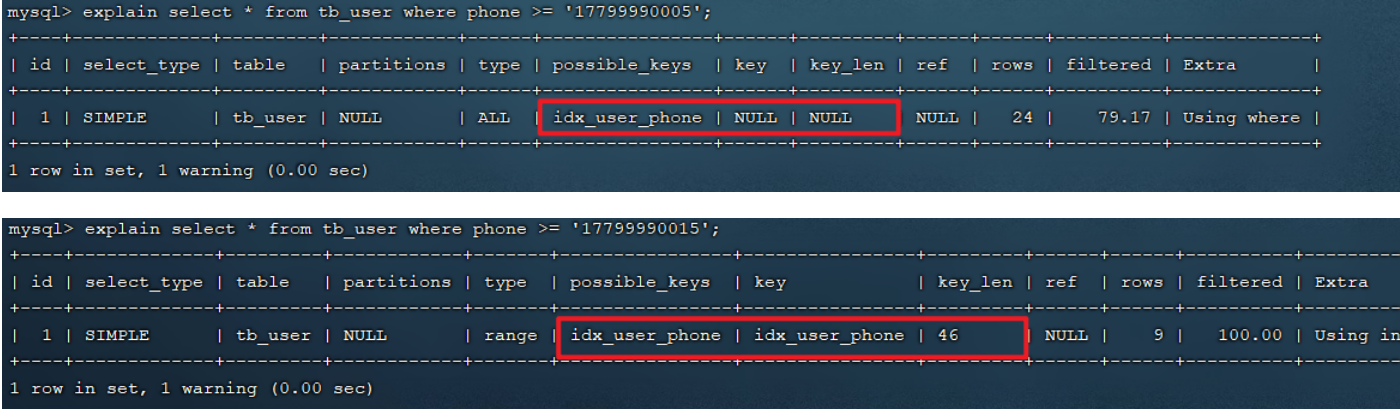 mysql> explain select * from tb_user where phone >= '17799990005';
+----+-------------+---------+------------+------+----------------+------+---------+------+------+----------+-------------+
| id | select_type | table   | partitions | type | possible_keys  | key  | key_len | ref  | rows | filtered | Extra       |
+----+-------------+---------+------------+------+----------------+------+---------+------+------+----------+-------------+
|  1 | SIMPLE      | tb_user | NULL       | ALL  | idx_user_phone | NULL | NULL    | NULL |   24 |    79.17 | Using where |
+----+-------------+---------+------------+------+----------------+------+---------+------+------+----------+-------------+
1 row in set, 1 warning (0.00 sec)
mysql> explain select * from tb_user where phone >= '17799990015';
+----+-------------+---------+------------+-------+----------------+----------------+---------+------+------+----------+---------
| id | select_type | table   | partitions | type  | possible_keys  | key            | key_len | ref  | rows | filtered | Extra
+----+-------------+---------+------------+-------+----------------+----------------+---------+------+------+----------+---------
|  1 | SIMPLE      | tb_user | NULL       | range | idx_user_phone | idx_user_phone | 46      | NULL |    9 |   100.00 | Using in
+----+-------------+---------+------------+-------+----------------+----------------+---------+------+------+----------+---------
1 row in set, 1 warning (0.00 sec)